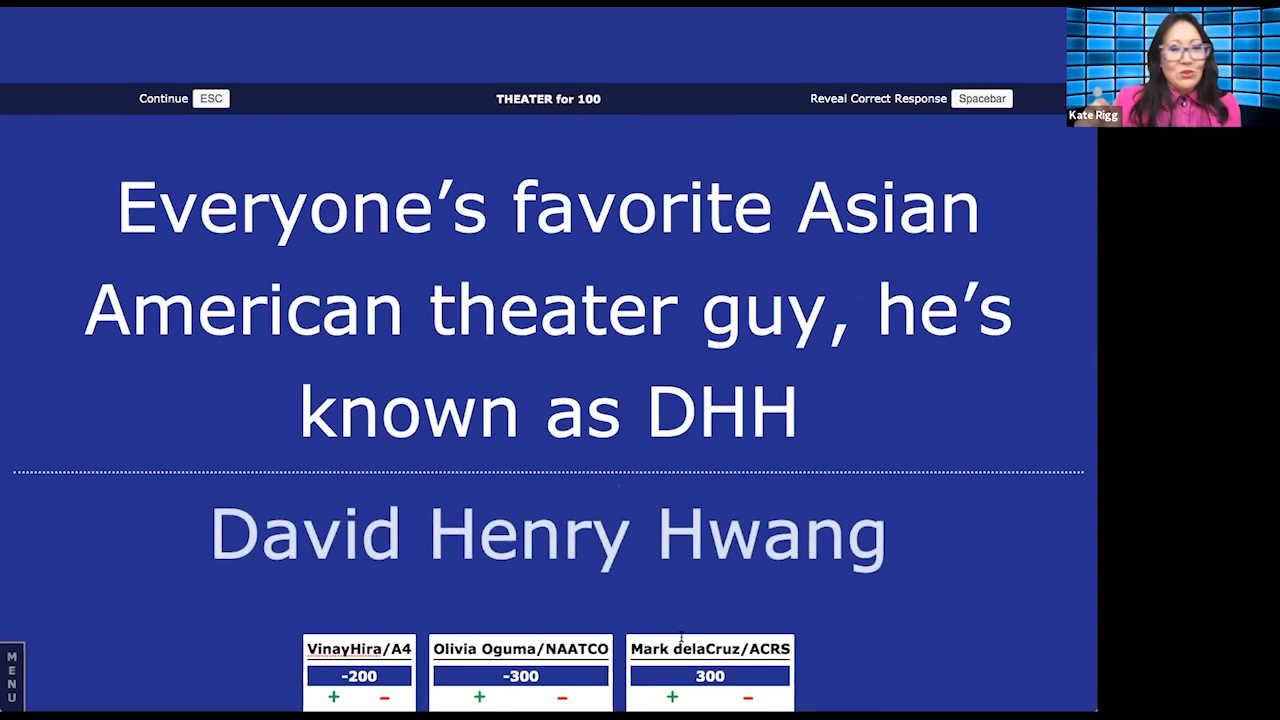 Continue ESC THEATER for 100 Reveal Correct Response Spacebar
Kate Rigg
Everyone’s favorite Asian
American theater guy, he’s
known as DHH
David Henry Hwang
VinayHira/A4 Olivia Oguma/NAATCO Mark delaCruz/ACRS
-200 -300 300
+ − + − + −
MENU